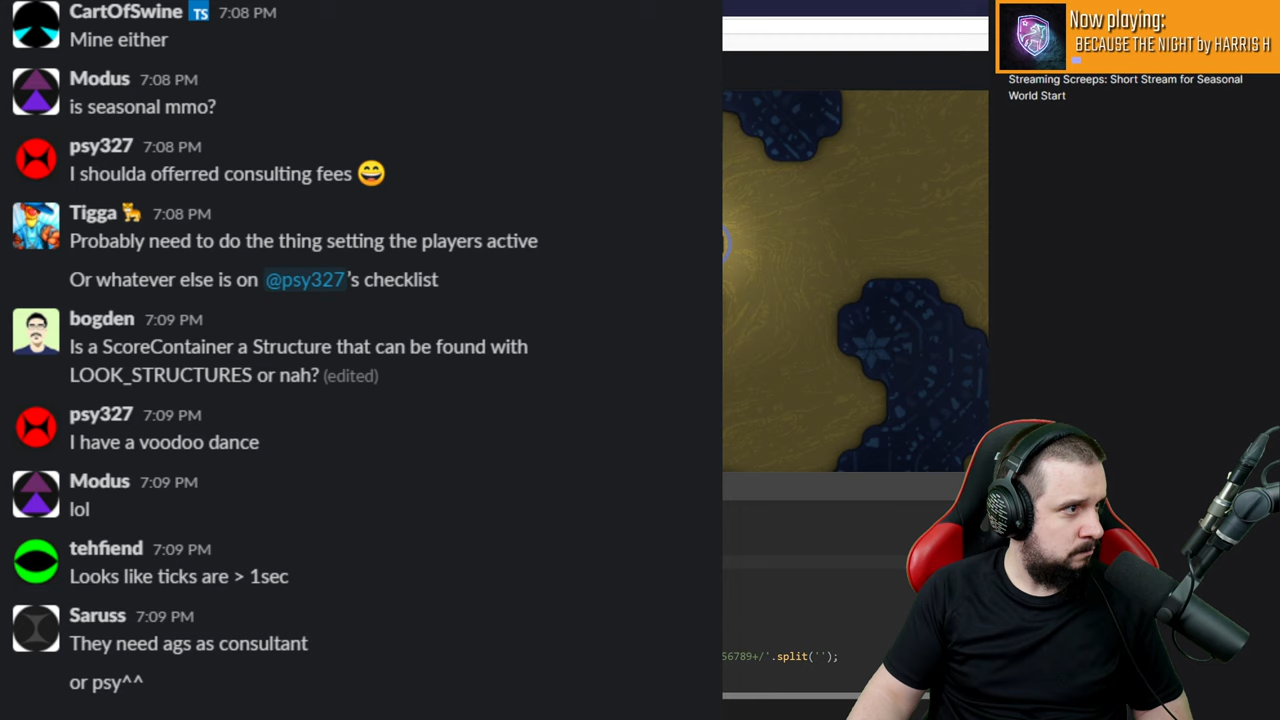 CartOfSwine TS 7:08 PM
Mine either
Modus 7:08 PM
is seasonal mmo?
psy327 7:08 PM
I shoulda offerred consulting fees
Tigga 7:08 PM
Probably need to do the thing setting the players active
Or whatever else is on @psy327's checklist
bogden 7:09 PM
Is a ScoreContainer a Structure that can be found with
LOOK_STRUCTURES or nah? (edited)
psy327 7:09 PM
I have a voodoo dance
Modus 7:09 PM
lol
tehfiend 7:09 PM
Looks like ticks are > 1sec
Saruss 7:09 PM
They need ags as consultant
or psy^^
Now playing:
BECAUSE THE NIGHT by HARRIS H
Streaming Screeps: Short Stream for Seasonal
World Start
56789+/'.split('');